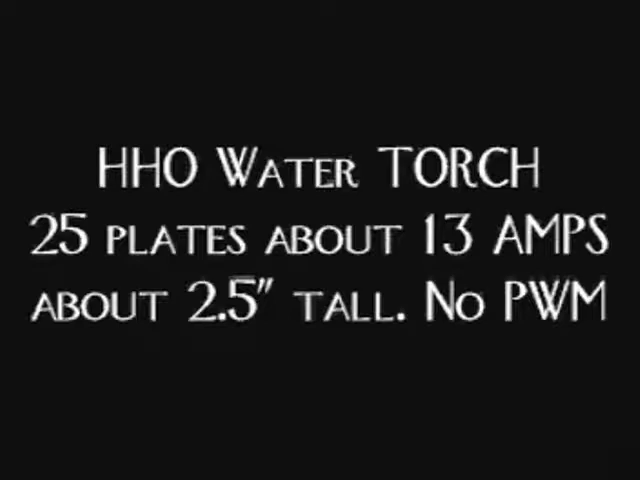 HHO Water TORCH
25 plates about 13 AMPS
about 2.5" tall. No PWM